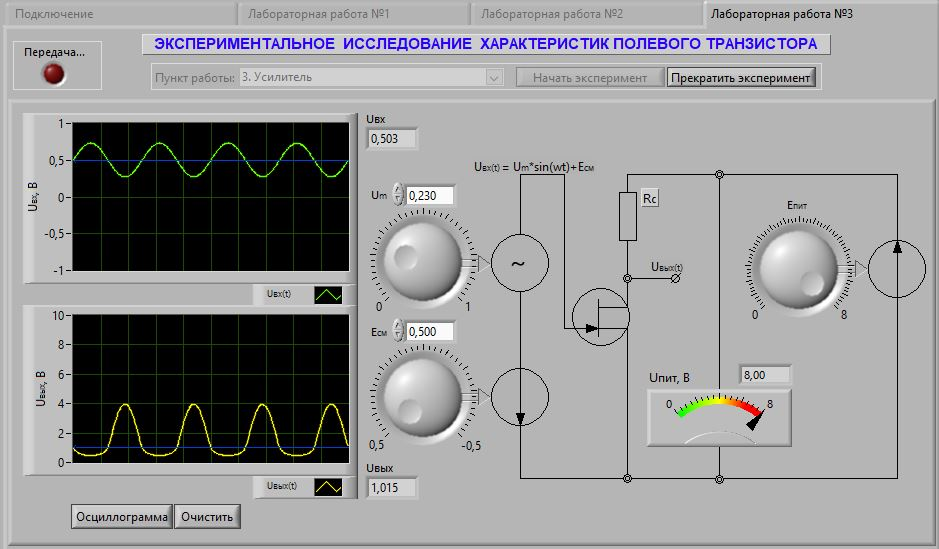 Подключение
Лабораторная работа №1
Лабораторная работа №2
Лабораторная работа №3
Передача...
ЭКСПЕРИМЕНТАЛЬНОЕ ИССЛЕДОВАНИЕ ХАРАКТЕРИСТИК ПОЛЕВОГО ТРАНЗИСТОРА
Пункт работы: 3. Усилитель
Начать эксперимент
Прекратить эксперимент
Uвх, В
1
0,5
0
-0,5
-1
Uвх(t)
Uвх
0,503
Uвх(t) = Um*sin(wt)+Eсм
Um 0,230
0 1
~
Rc
Uвых(t)
Eпит
0 8
Uвых, В
10
8
6
4
2
0
Uвых(t)
Eсм 0,500
0,5 -0,5
Uвых
1,015
Uпит, В 8,00
0 8
Осциллограмма
Очистить